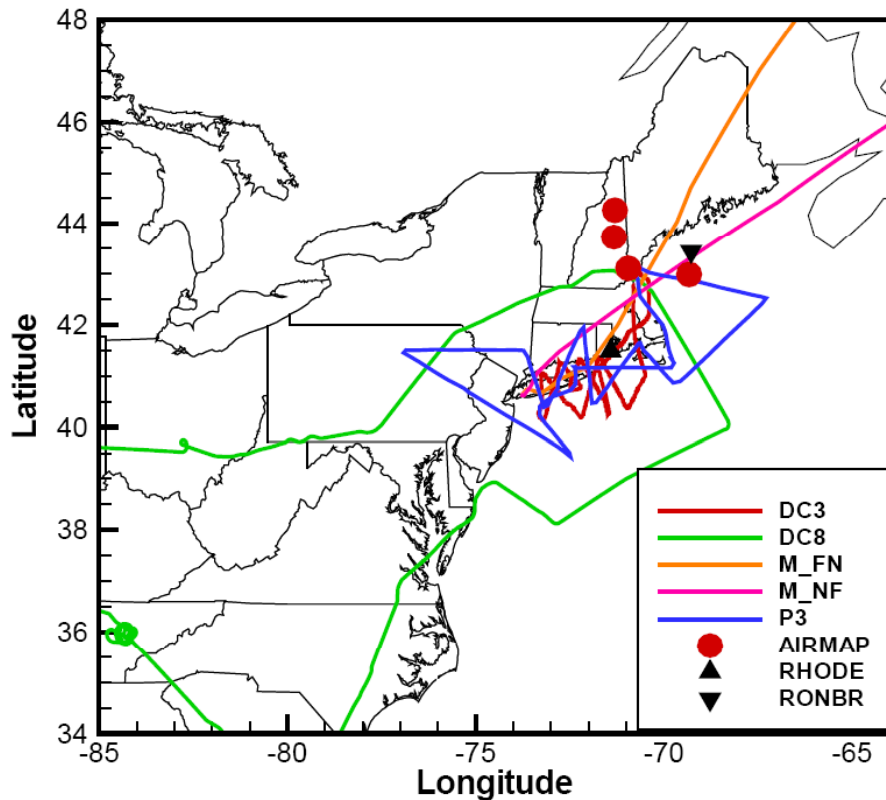 48
46
44
42
40
38
36
34
Latitude
-85
-80
-75
-70
-65
Longitude
DC3
DC8
M_FN
M_NF
P3
AIRMAP
RHODE
RONBR